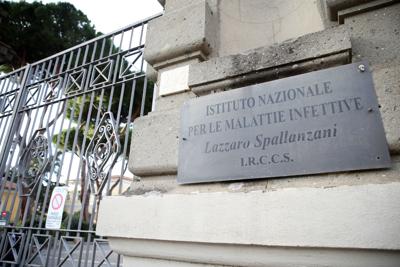 ISTITUTO NAZIONALE
PER LE MALATTIE INFETTIVE
Lazzaro Spallanzani
I.R.C.C.S.